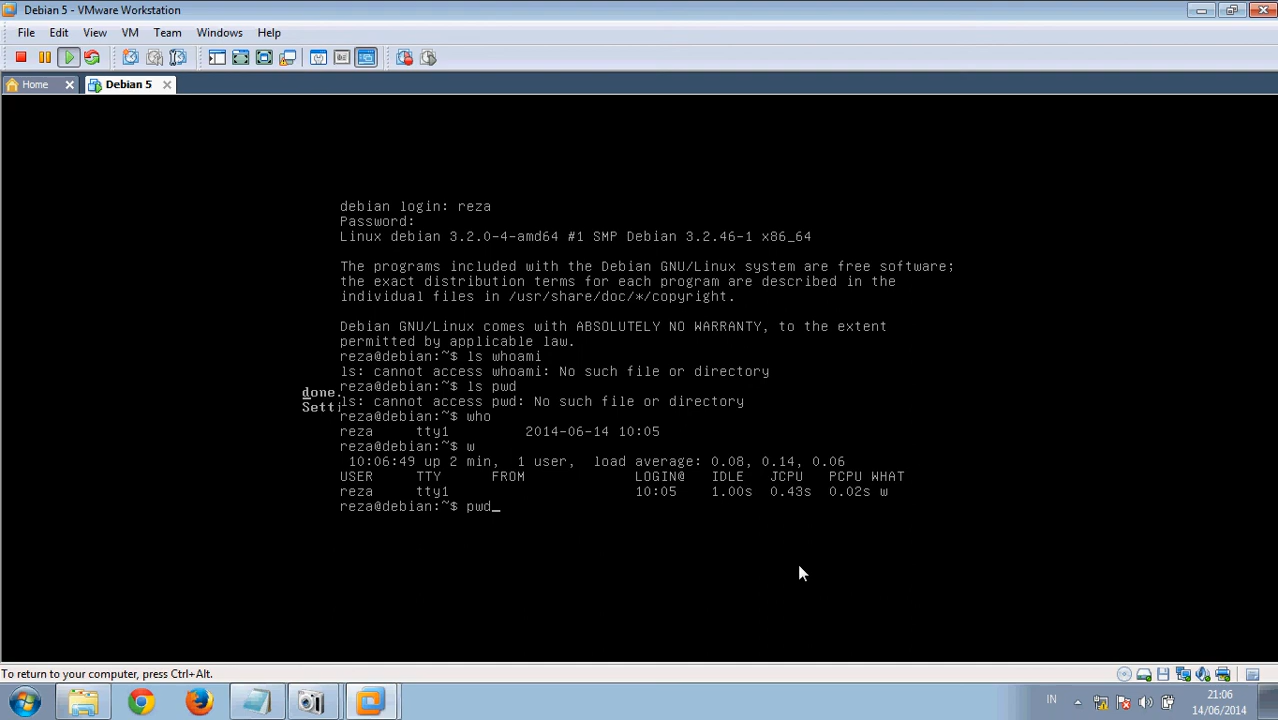 Debian 5 - VMware Workstation
File Edit View VM Team Windows Help
Home Debian 5
debian login: reza
Password:
Linux debian 3.2.0-4-amd64 #1 SMP Debian 3.2.46-1 x86_64
The programs included with the Debian GNU/Linux system are free software;
the exact distribution terms for each program are described in the
individual files in /usr/share/doc/*/copyright.
Debian GNU/Linux comes with ABSOLUTELY NO WARRANTY, to the extent
permitted by applicable law.
reza@debian:~$ ls whoami
ls: cannot access whoami: No such file or directory
reza@debian:~$ ls pwd
done.
ls: cannot access pwd: No such file or directory
Setti
reza@debian:~$ who
reza tty1 2014-06-14 10:05
reza@debian:~$ w
10:06:49 up 2 min, 1 user, load average: 0.08, 0.14, 0.06
USER TTY FROM LOGIN@ IDLE JCPU PCPU WHAT
reza tty1 10:05 1.00s 0.43s 0.02s w
reza@debian:~$ pwd_
To return to your computer, press Ctrl+Alt.
IN
21:06
14/06/2014